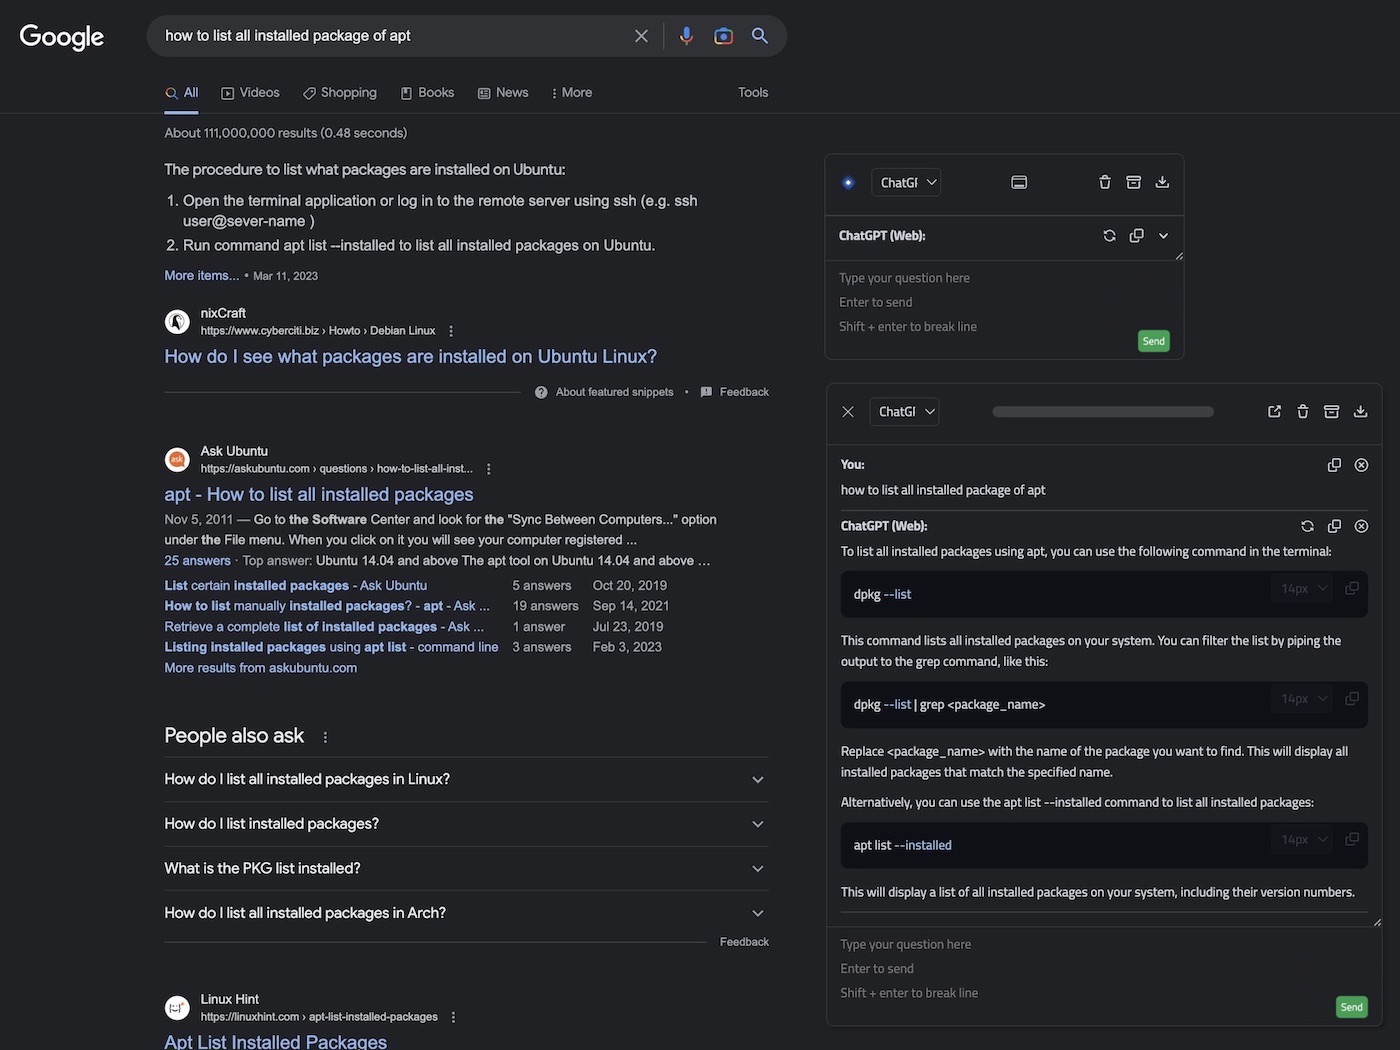 Google
how to list all installed package of apt
All
Videos
Shopping
Books
News
More
Tools
About 111,000,000 results (0.48 seconds)
The procedure to list what packages are installed on Ubuntu:
1. Open the terminal application or log in to the remote server using ssh (e.g. ssh
user@sever-name )
2. Run command apt list --installed to list all installed packages on Ubuntu.
More items... • Mar 11, 2023
nixCraft
https://www.cyberciti.biz › Howto › Debian Linux
How do I see what packages are installed on Ubuntu Linux?
About featured snippets • Feedback
Ask Ubuntu
https://askubuntu.com › questions › how-to-list-all-inst...
apt - How to list all installed packages
Nov 5, 2011 — Go to the Software Center and look for the "Sync Between Computers..." option
under the File menu. When you click on it you will see your computer registered ...
25 answers · Top answer: Ubuntu 14.04 and above The apt tool on Ubuntu 14.04 and above …
List certain installed packages - Ask Ubuntu 5 answers Oct 20, 2019
How to list manually installed packages? - apt - Ask ... 19 answers Sep 14, 2021
Retrieve a complete list of installed packages - Ask ... 1 answer Jul 23, 2019
Listing installed packages using apt list - command line 3 answers Feb 3, 2023
More results from askubuntu.com
People also ask
How do I list all installed packages in Linux?
How do I list installed packages?
What is the PKG list installed?
How do I list all installed packages in Arch?
Feedback
Linux Hint
https://linuxhint.com › apt-list-installed-packages
Apt List Installed Packages
ChatGI
ChatGPT (Web):
Type your question here
Enter to send
Shift + enter to break line
Send
ChatGI
You:
how to list all installed package of apt
ChatGPT (Web):
To list all installed packages using apt, you can use the following command in the terminal:
dpkg --list
14px
This command lists all installed packages on your system. You can filter the list by piping the
output to the grep command, like this:
dpkg --list | grep <package_name>
14px
Replace <package_name> with the name of the package you want to find. This will display all
installed packages that match the specified name.
Alternatively, you can use the apt list --installed command to list all installed packages:
apt list --installed
14px
This will display a list of all installed packages on your system, including their version numbers.
Type your question here
Enter to send
Shift + enter to break line
Send